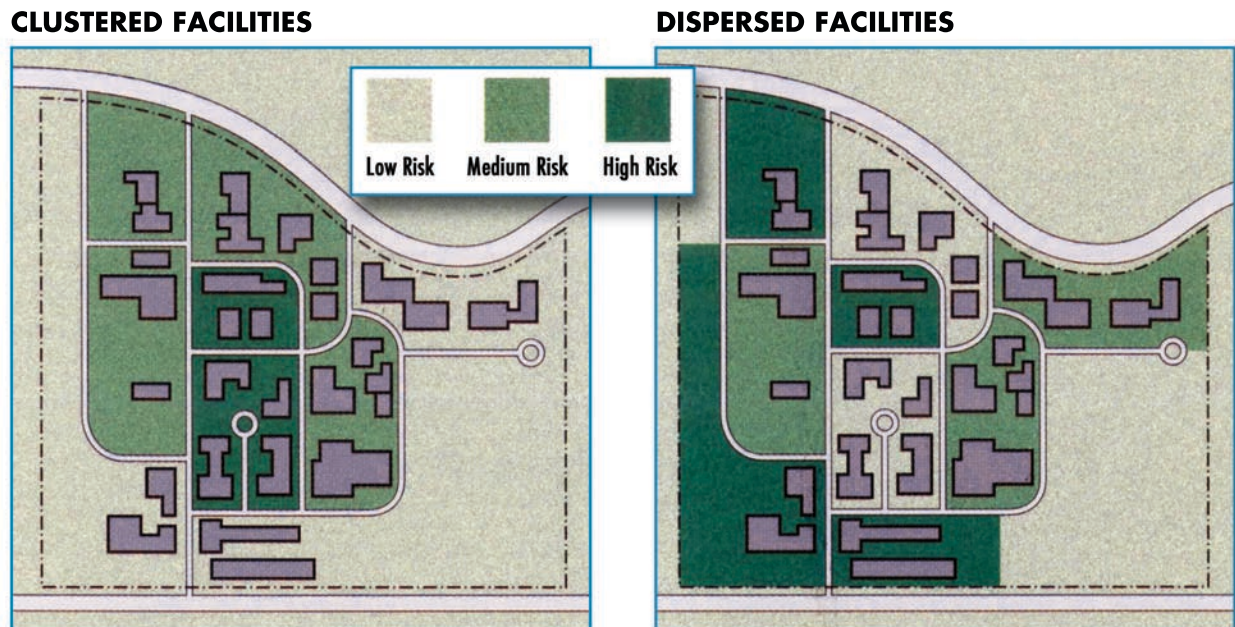 CLUSTERED FACILITIES
DISPERSED FACILITIES
Low Risk
Medium Risk
High Risk